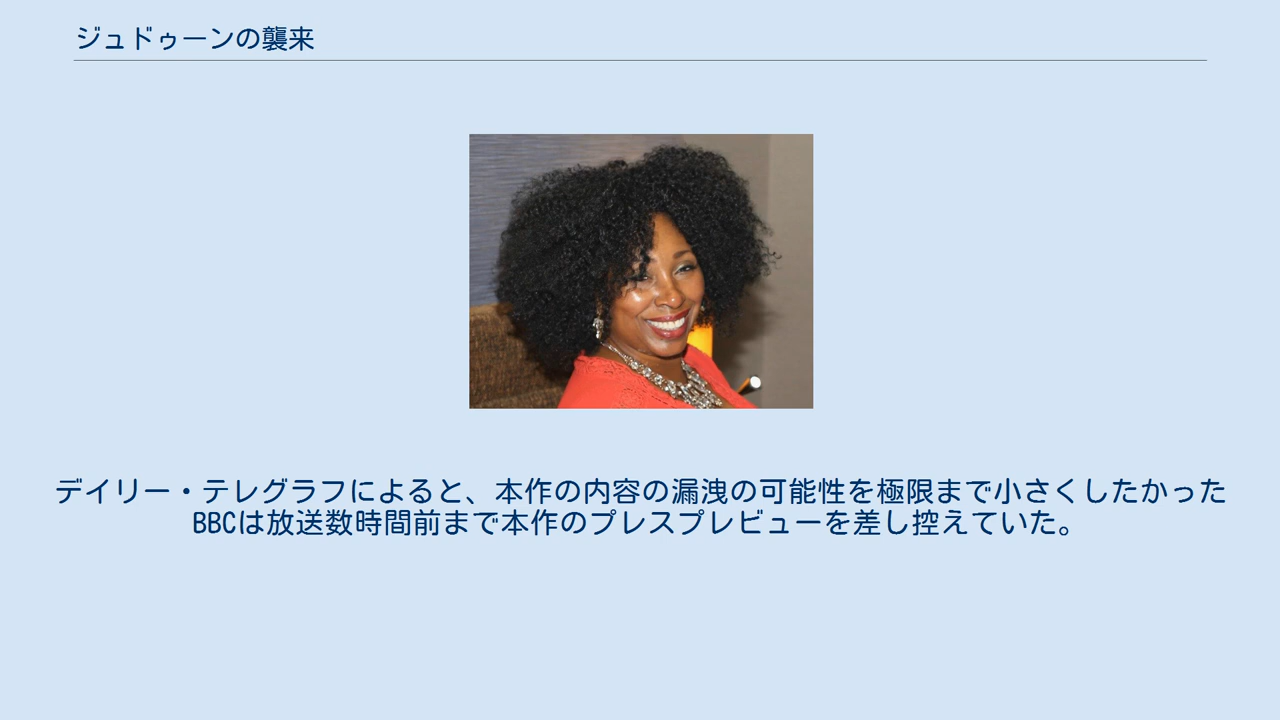 ジュドゥーンの襲来
デイリー・テレグラフによると、本作の内容の漏洩の可能性を極限まで小さくしたかった
BBCは放送数時間前まで本作のプレスプレビューを差し控えていた。